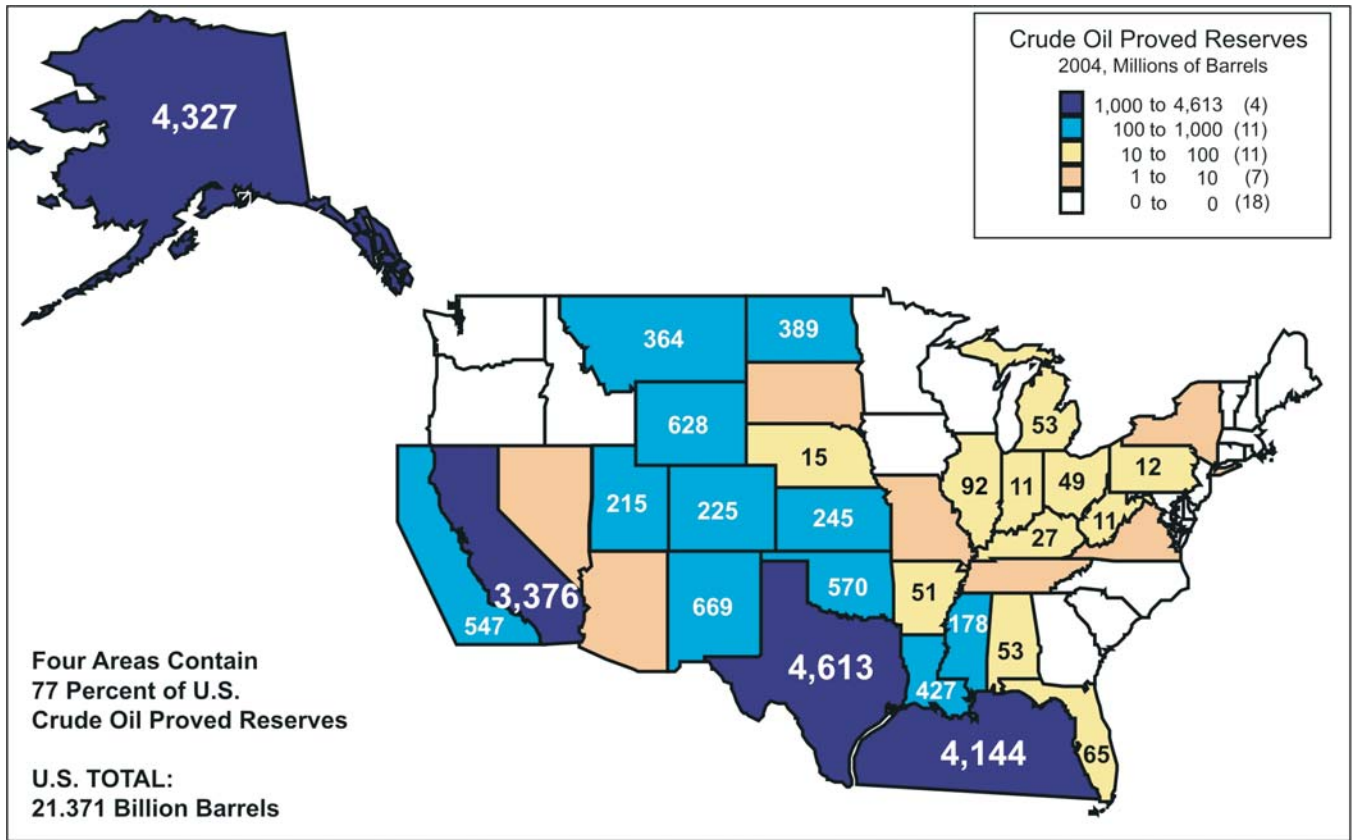 Crude Oil Proved Reserves
2004, Millions of Barrels
1,000 to 4,613 (4)
100 to 1,000 (11)
10 to 100 (11)
1 to 10 (7)
0 to 0 (18)
4,327
364
389
628
53
15
92
11
49
12
215
225
245
27
11
3,376
547
669
570
51
178
53
4,613
427
4,144
65
Four Areas Contain
77 Percent of U.S.
Crude Oil Proved Reserves
U.S. TOTAL:
21.371 Billion Barrels